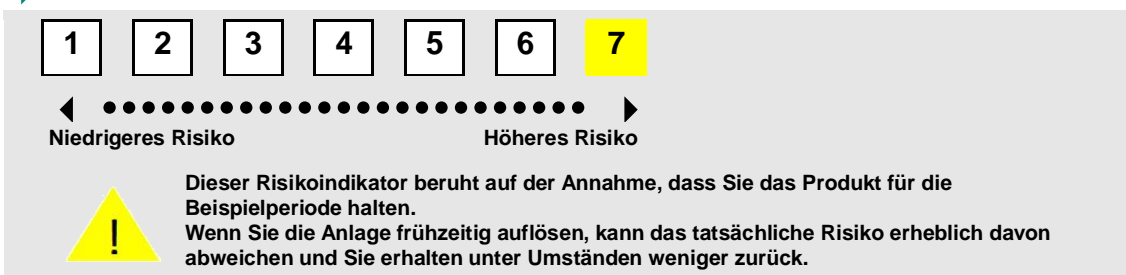 1 2 3 4 5 6 7
Niedrigeres Risiko Höheres Risiko
Dieser Risikoindikator beruht auf der Annahme, dass Sie das Produkt für die
Beispielperiode halten.
Wenn Sie die Anlage frühzeitig auflösen, kann das tatsächliche Risiko erheblich davon
abweichen und Sie erhalten unter Umständen weniger zurück.
!